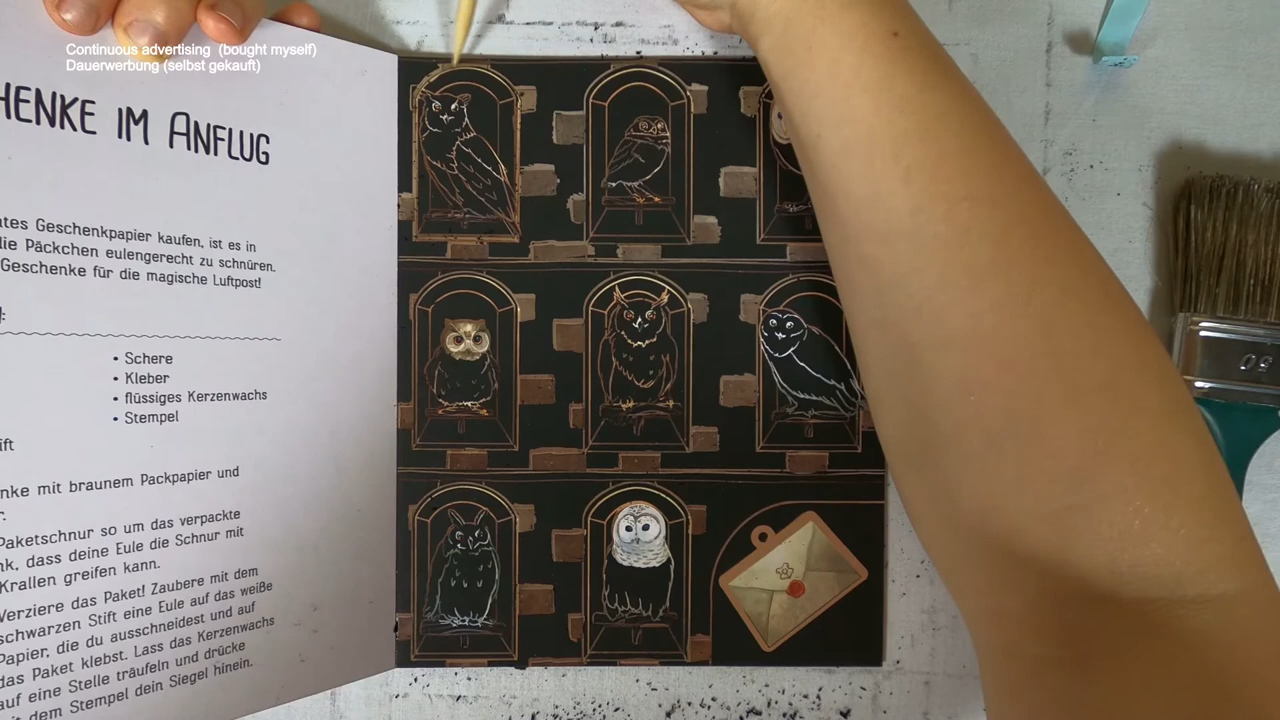 Continuous advertising (bought myself)
Dauerwerbung (selbst gekauft)
HENKE IM ANFLUG
Geschenkpapier kaufen, ist es in
die Päckchen eulengerecht zu schnüren.
Geschenke für die magische Luftpost!
• Schere
• Kleber
• flüssiges Kerzenwachs
• Stempel
mit braunem Packpapier und
Paketschnur so um das verpackte
dass deine Eule die Schnur mit
Krallen greifen kann.
Verziere das Paket! Zaubere mit dem
schwarzen Stift eine Eule auf das weiße
Papier, die du ausschneidest und auf
das Paket klebst. Lass das Kerzenwachs
auf eine Stelle träufeln und drücke
dem Stempel dein Siegel hinein.
50